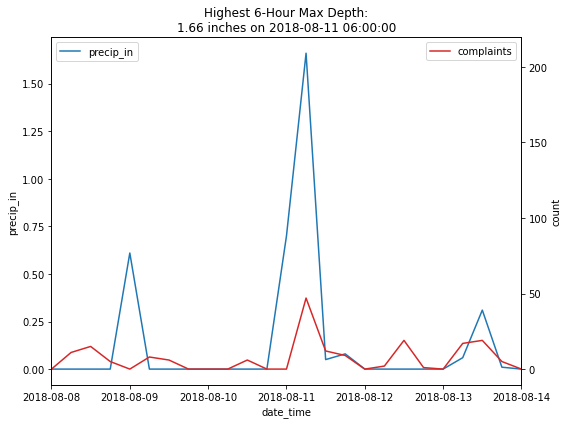 Highest 6-Hour Max Depth:
1.66 inches on 2018-08-11 06:00:00
precip_in
complaints
1.50
1.25
1.00
0.75
0.50
0.25
0.00
precip_in
200
150
100
50
0
count
2018-08-08
2018-08-09
2018-08-10
2018-08-11
2018-08-12
2018-08-13
2018-08-14
date_time